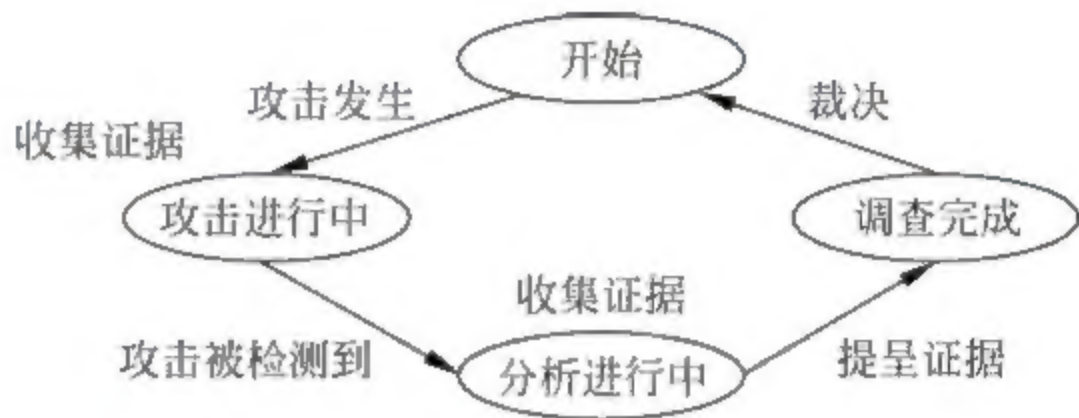 开始
攻击发生
裁决
收集证据
攻击进行中
调查完成
收集证据
攻击被检测到
分析进行中
提呈证据